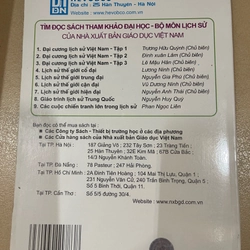 Địa chỉ : 25 Hàn Thuyên - Hà Nội
Website : www.hevobco.com.vn
TÌM ĐỌC SÁCH THAM KHẢO ĐẠI HỌC - BỘ MÔN LỊCH SỬ
CỦA NHÀ XUẤT BẢN GIÁO DỤC VIỆT NAM
1. Đại cương lịch sử Việt Nam - Tập 1 Trương Hữu Quýnh (Chủ biên)
2. Đại cương lịch sử Việt Nam - Tập 2 Đinh Xuân Lâm (Chủ biên)
3. Đại cương lịch sử Việt Nam - Tập 3 Lê Mậu Hãn (Chủ biên)
4. Lịch sử thế giới cổ đại Lương Ninh (Chủ biên)
5. Lịch sử thế giới trung đại Nguyễn Gia Phu (Chủ biên)
6. Lịch sử thế giới cận đại Vũ Dương Ninh (Chủ biên)
7. Lịch sử thế giới hiện đại Nguyễn Anh Thái (Chủ biên)
8. Giáo trình lịch sử Trung Quốc Nguyễn Huy Quý
9. Các cuộc chiến tranh lớn trong lịch sử Phan Ngọc Liên
Bạn đọc có thể mua sách tại :
Các Công ty Sách - Thiết bị trường học ở các địa phương
Các Cửa hàng sách của Nhà xuất bản Giáo dục Việt Nam :
Tại TP. Hà Nội : 187 Giảng Võ ; 232 Tây Sơn ; 23 Tràng Tiền ;
25 Hàn Thuyên ; 32E Kim Mã ; 67B Cửa Bắc ;
14/3 Nguyễn Khánh Toàn.
Tại TP. Đà Nẵng : 78 Pasteur ; 247 Hải Phòng.
Tại TP. Hồ Chí Minh : 2A Đinh Tiên Hoàng ; 104 Mai Thị Lựu, Quận 1 ;
231 Nguyễn Văn Cừ ; 240 Trần Bình Trọng, Quận 5 ;
Số 5 Bình Thới, Quận 11.
Tại TP. Cần Thơ : Số 5/5 đường 30/4.
Website : www.nxbgd.com.vn